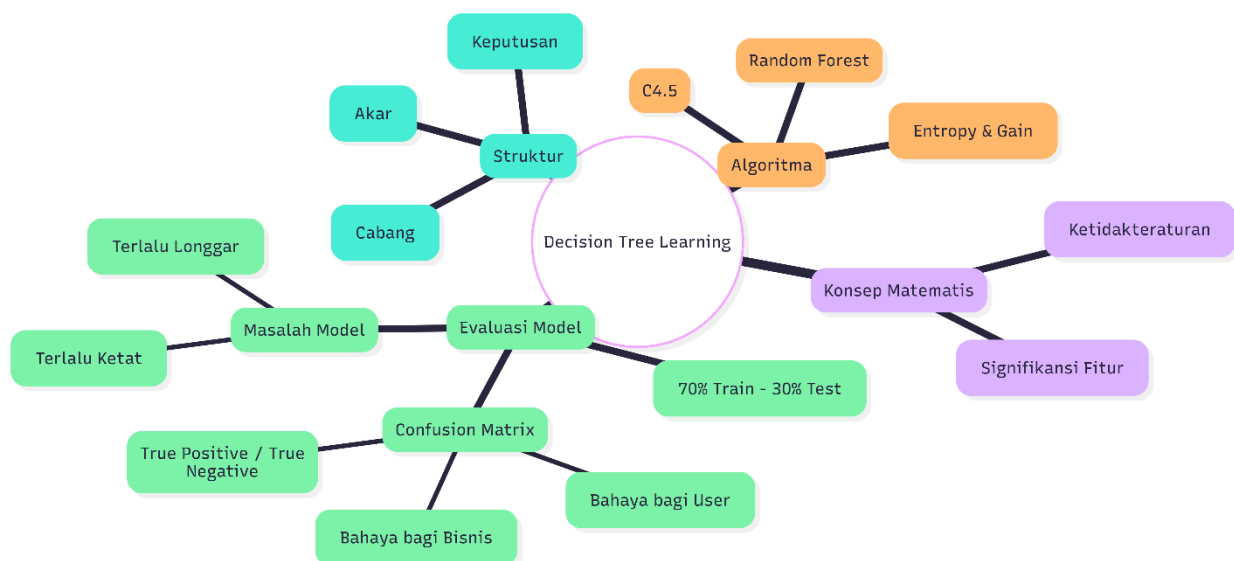 Keputusan
Random Forest
C4.5
Akar
Entropy & Gain
Struktur
Algoritma
Cabang
Ketidakteraturan
Terlalu Longgar
Decision Tree Learning
Konsep Matematis
Masalah Model
Evaluasi Model
Terlalu Ketat
Signifikansi Fitur
70% Train - 30% Test
Confusion Matrix
True Positive / True
Negative
Bahaya bagi User
Bahaya bagi Bisnis